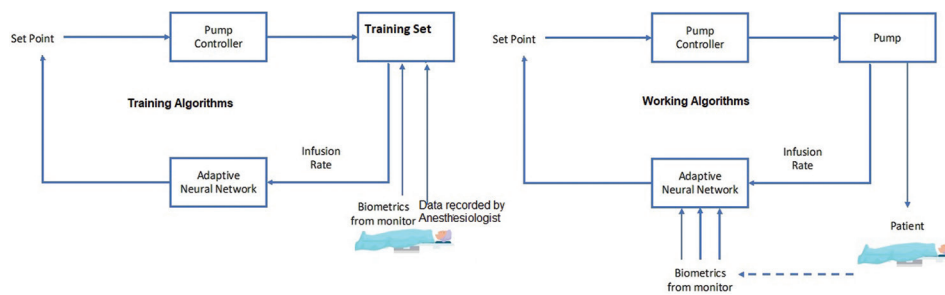 Set Point
Pump
Controller
Training Set
Training Algorithms
Infusion
Rate
Adaptive
Neural Network
Biometrics
from monitor
Data recorded by
Anesthesiologist
Set Point
Pump
Controller
Pump
Working Algorithms
Infusion
Rate
Adaptive
Neural Network
Patient
Biometrics
from monitor